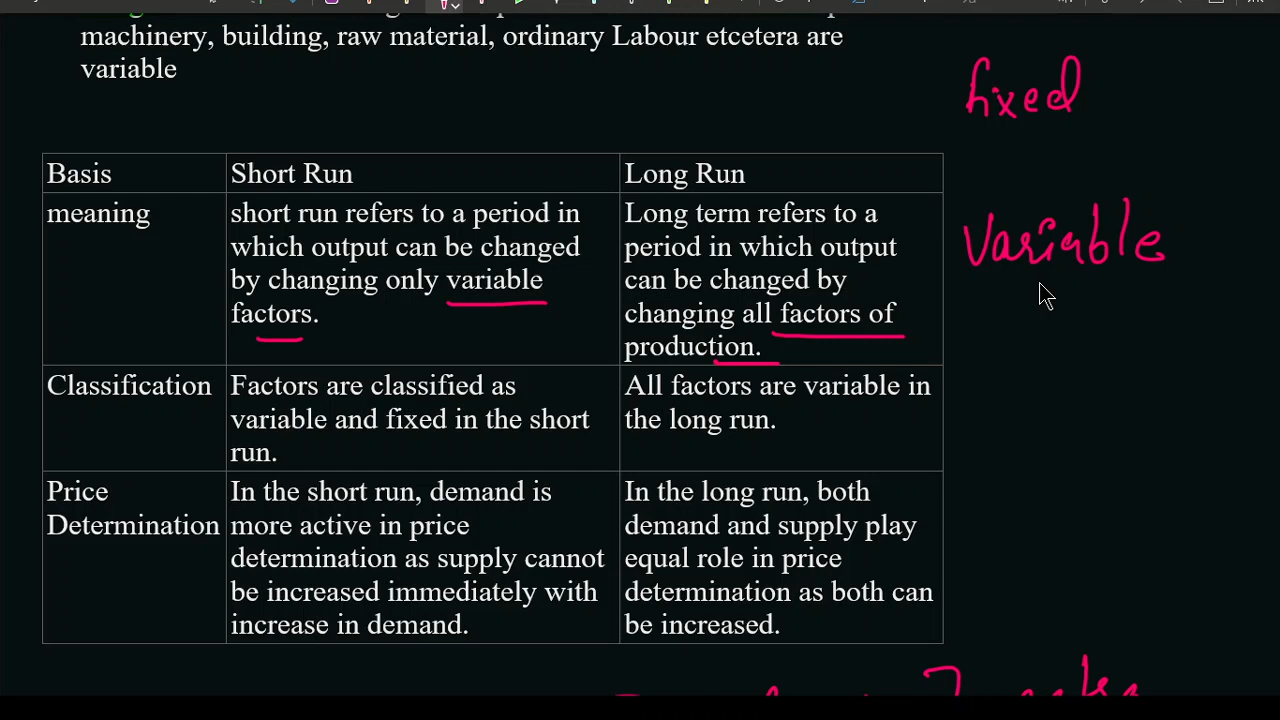 machinery, building, raw material, ordinary Labour etcetera are
variable
fixed
Variable
Basis
Short Run
Long Run
meaning
short run refers to a period in
which output can be changed
by changing only variable
factors.
Long term refers to a
period in which output
can be changed by
changing all factors of
production.
Classification
Factors are classified as
variable and fixed in the short
run.
All factors are variable in
the long run.
Price
Determination
In the short run, demand is
more active in price
determination as supply cannot
be increased immediately with
increase in demand.
In the long run, both
demand and supply play
equal role in price
determination as both can
be increased.